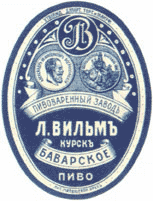 В
ПИВОВАРЕННЫЙ ЗАВОДЪ
Л. ВИЛЬМЪ
КУРСКЪ
БАВАРСКОЕ
ПИВО